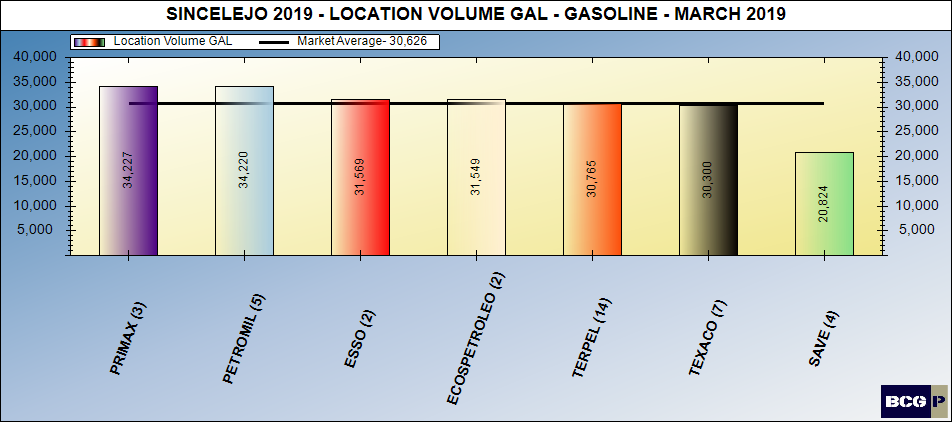 SINCELEJO 2019 - LOCATION VOLUME GAL - GASOLINE - MARCH 2019
Location Volume GAL Market Average- 30,626
40,000 40,000
35,000 35,000
30,000 30,000
25,000 25,000
20,000 20,000
15,000 15,000
10,000 10,000
5,000 5,000
34,227 34,220 31,569 31,549 30,765 30,300 20,824
PRIMAX (3) PETROMIL (5) ESSO (2) ECOSPETROLEO (2) TERPEL (14) TEXACO (7) SAVE (4)
BCG P